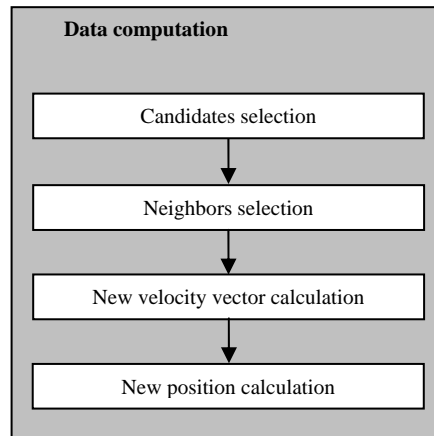 Data computation
Candidates selection
Neighbors selection
New velocity vector calculation
New position calculation